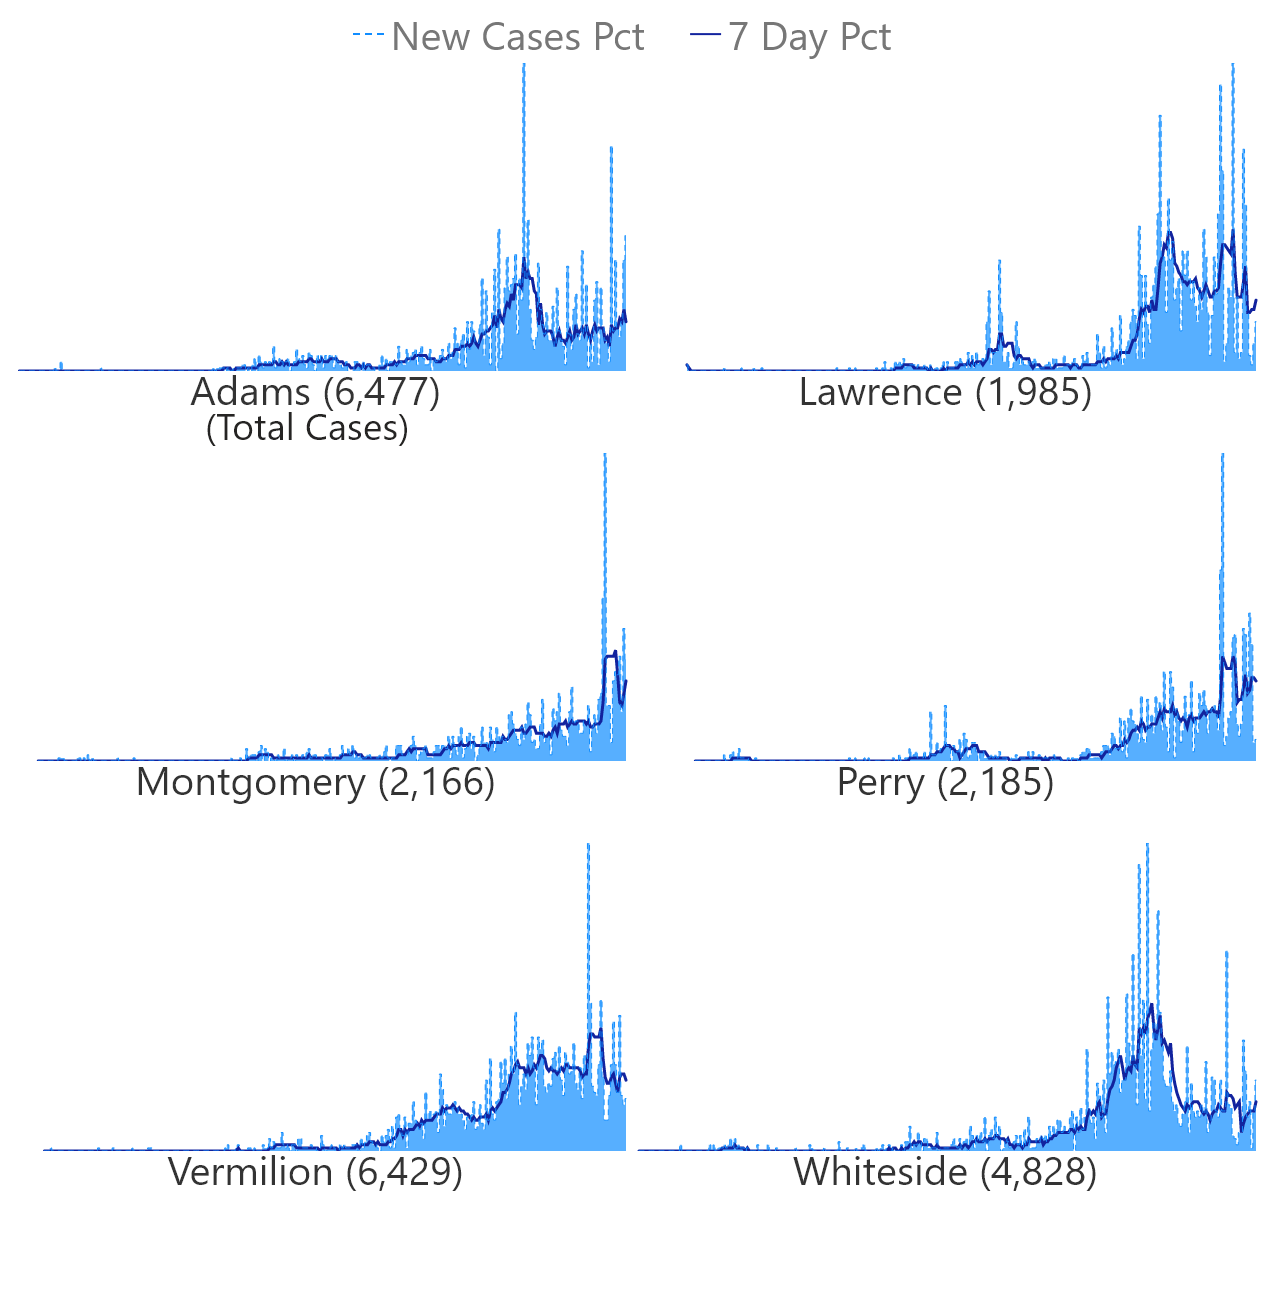 New Cases Pct 7 Day Pct
Adams (6,477) Lawrence (1,985)
(Total Cases)
Montgomery (2,166) Perry (2,185)
Vermilion (6,429) Whiteside (4,828)